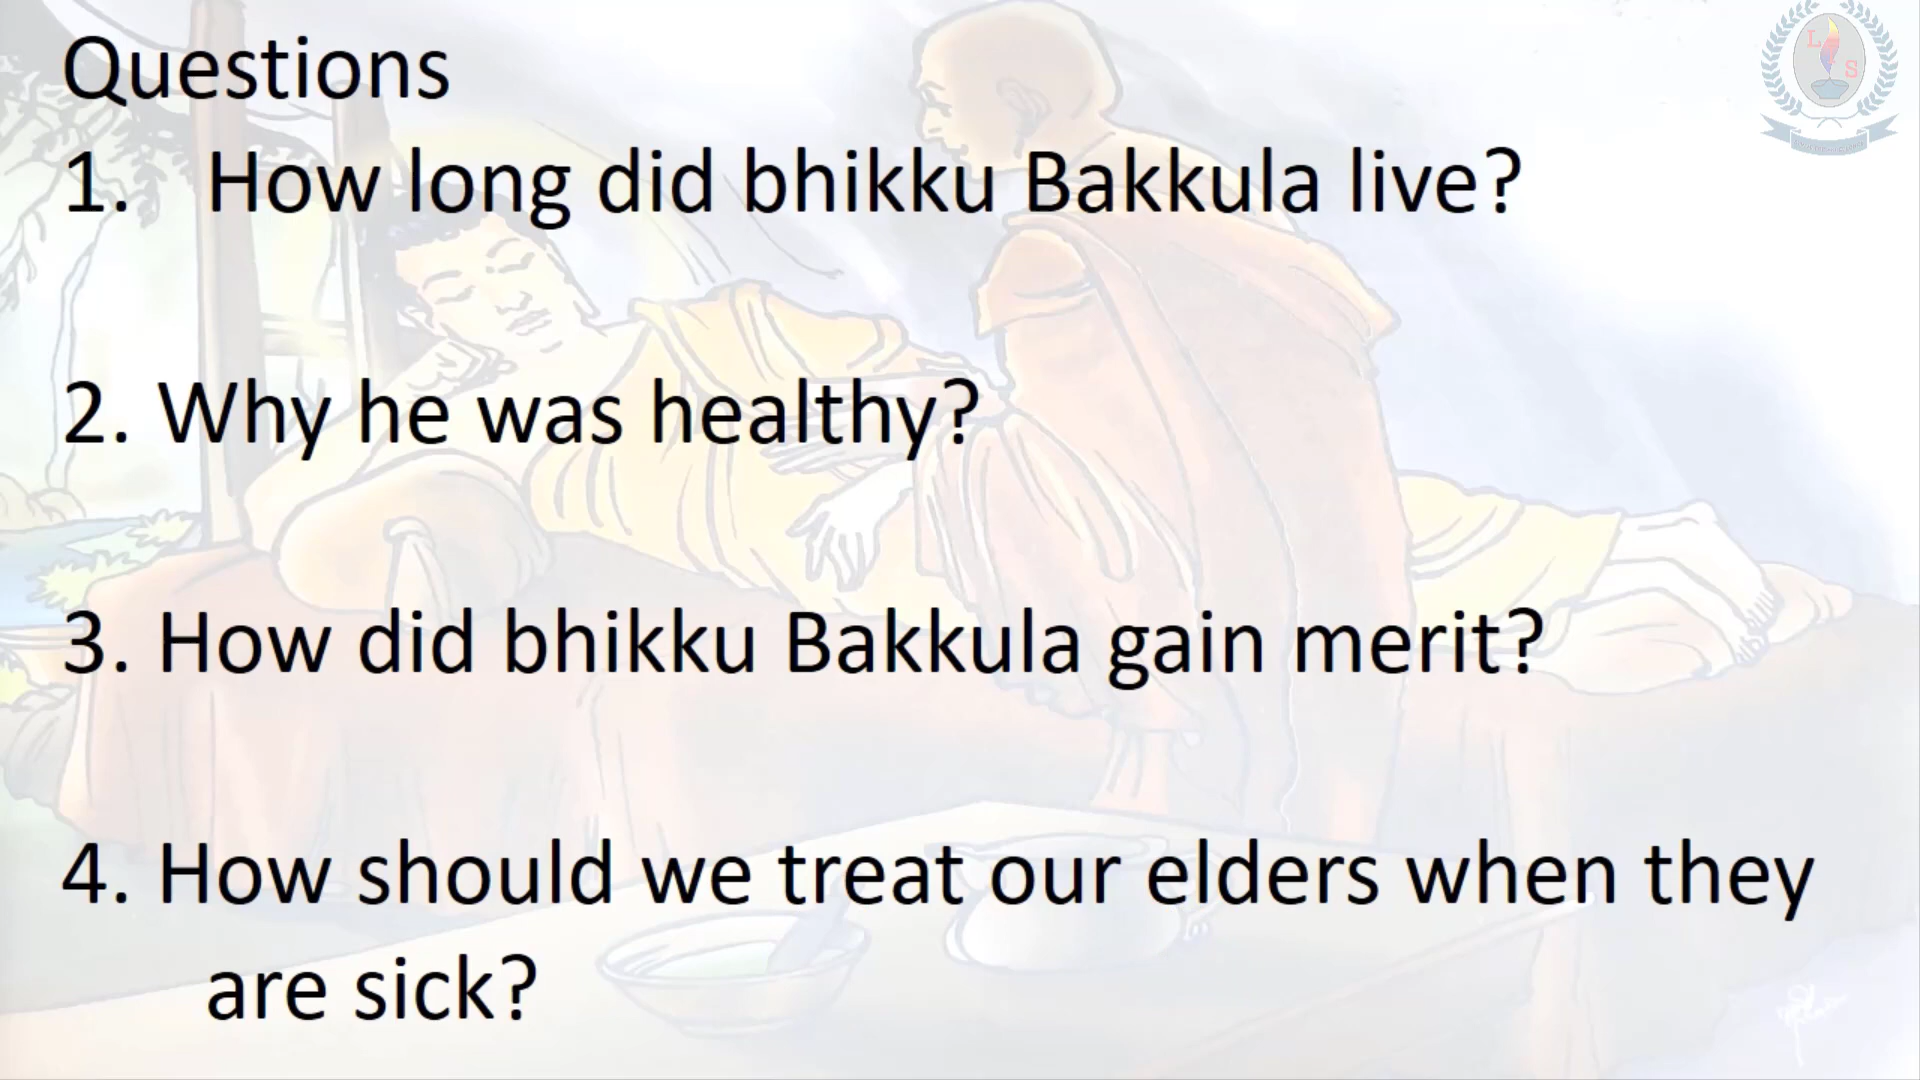 Questions
1. How long did bhikku Bakkula live?
2. Why he was healthy?
3. How did bhikku Bakkula gain merit?
4. How should we treat our elders when they
are sick?
L
S